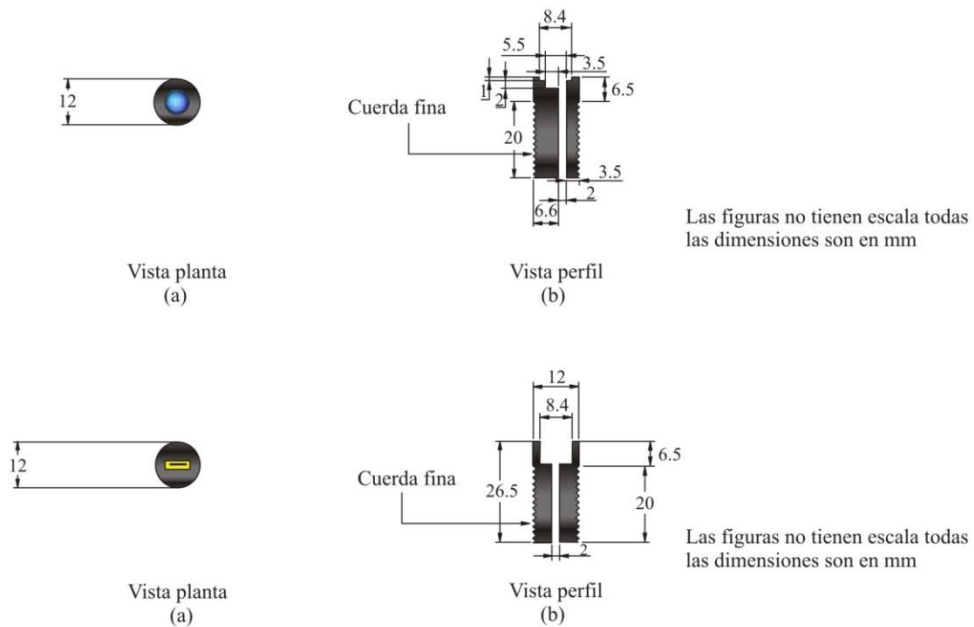 8.4
5.5
3.5
12
1
2
6.5
Cuerda fina
20
3.5
2
6.6
Las figuras no tienen escala todas
las dimensiones son en mm
Vista planta
(a)
Vista perfil
(b)
12
8.4
12
6.5
Cuerda fina
26.5
20
2
Las figuras no tienen escala todas
las dimensiones son en mm
Vista planta
(a)
Vista perfil
(b)